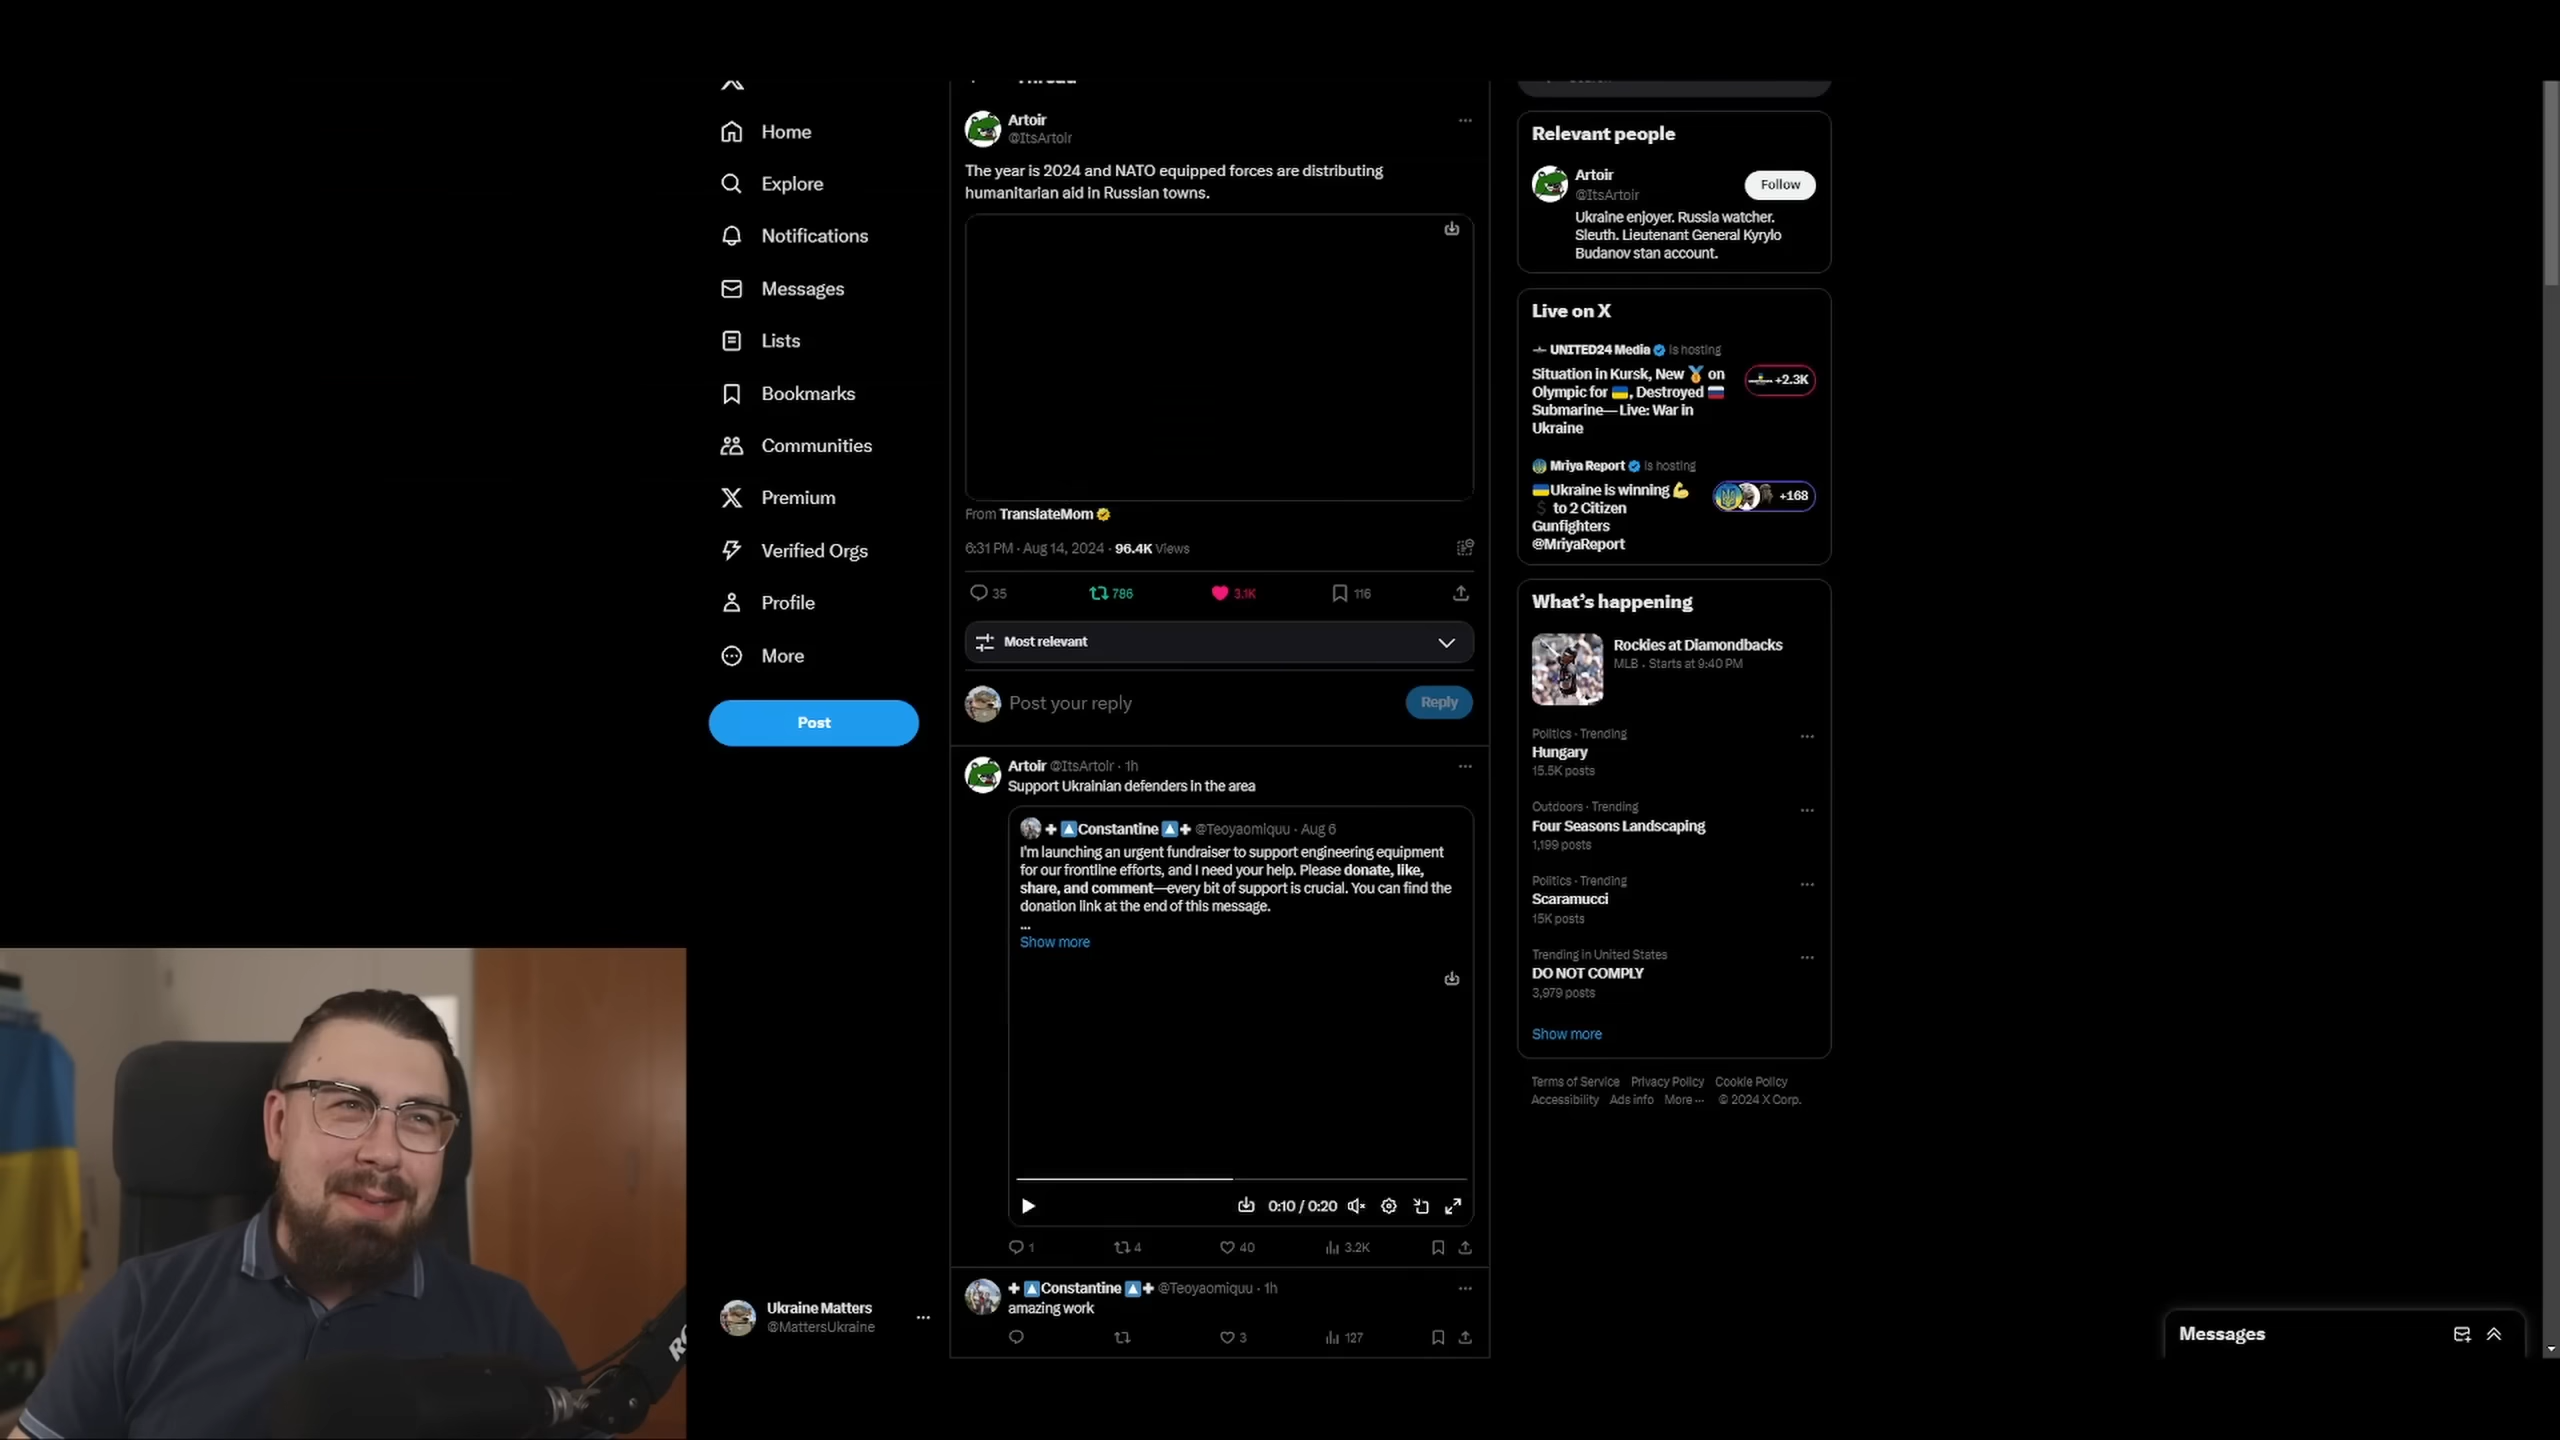 Thread
Home
Explore
Notifications
Messages
Lists
Bookmarks
Communities
Premium
Verified Orgs
Profile
More
Post
Ukraine Matters
@MattersUkraine
Artoir
@ItsArtoir
The year is 2024 and NATO equipped forces are distributing
humanitarian aid in Russian towns.
From TranslateMom
6:31 PM · Aug 14, 2024 · 96.4K Views
35 786 3.1K 116
Most relevant
Post your reply
Reply
Artoir @ItsArtoir · 1h
Support Ukrainian defenders in the area
Constantine @Teoyaomiquu · Aug 6
I'm launching an urgent fundraiser to support engineering equipment
for our frontline efforts, and I need your help. Please donate, like,
share, and comment—every bit of support is crucial. You can find the
donation link at the end of this message.
...
Show more
0:10 / 0:20
1 4 40 3.2K
Constantine @Teoyaomiquu · 1h
amazing work
3 127
Relevant people
Artoir
@ItsArtoir
Follow
Ukraine enjoyer. Russia watcher.
Sleuth. Lieutenant General Kyrylo
Budanov stan account.
Live on X
UNITED24 Media is hosting
Situation in Kursk, New 🥇 on
Olympic for 🇺🇦, Destroyed 🇷🇺
Submarine— Live: War in
Ukraine
+2.3K
Mriya Report is hosting
🇺🇦Ukraine is winning 💪
$ to 2 Citizen
Gunfighters
@MriyaReport
+168
What's happening
Rockies at Diamondbacks
MLB · Starts at 9:40 PM
Politics · Trending
Hungary
15.5K posts
Outdoors · Trending
Four Seasons Landscaping
1,199 posts
Politics · Trending
Scaramucci
15K posts
Trending in United States
DO NOT COMPLY
3,979 posts
Show more
Terms of Service Privacy Policy Cookie Policy
Accessibility Ads info More ··· © 2024 X Corp.
Messages